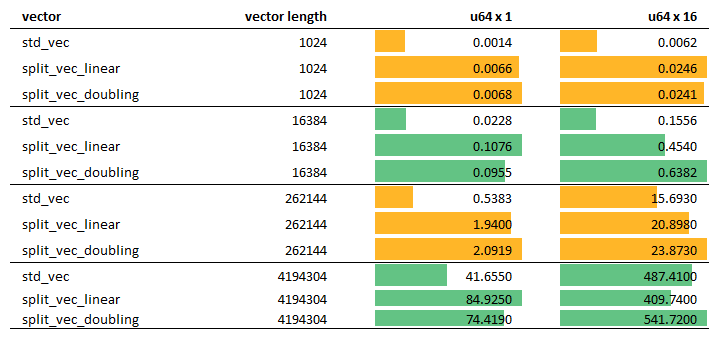 vector vector length u64 x 1 u64 x 16
std_vec 1024 0.0014 0.0062
split_vec_linear 1024 0.0066 0.0246
split_vec_doubling 1024 0.0068 0.0241
std_vec 16384 0.0228 0.1556
split_vec_linear 16384 0.1076 0.4540
split_vec_doubling 16384 0.0955 0.6382
std_vec 262144 0.5383 15.6930
split_vec_linear 262144 1.9400 20.8980
split_vec_doubling 262144 2.0919 23.8730
std_vec 4194304 41.6550 487.4100
split_vec_linear 4194304 84.9250 409.7400
split_vec_doubling 4194304 74.4190 541.7200